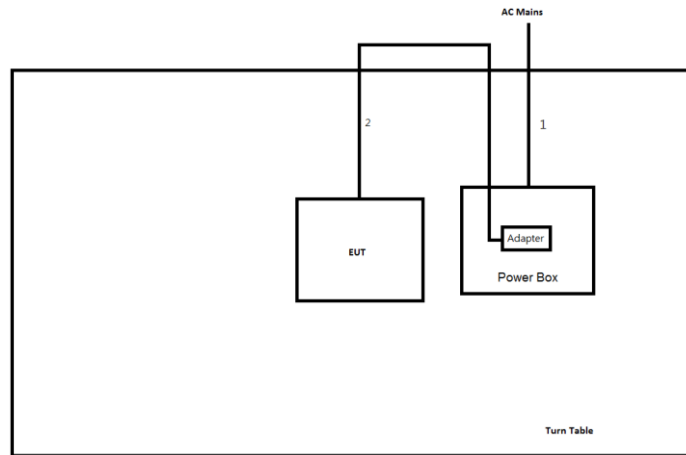 AC Mains
2
1
EUT
Adapter
Power Box
Turn Table